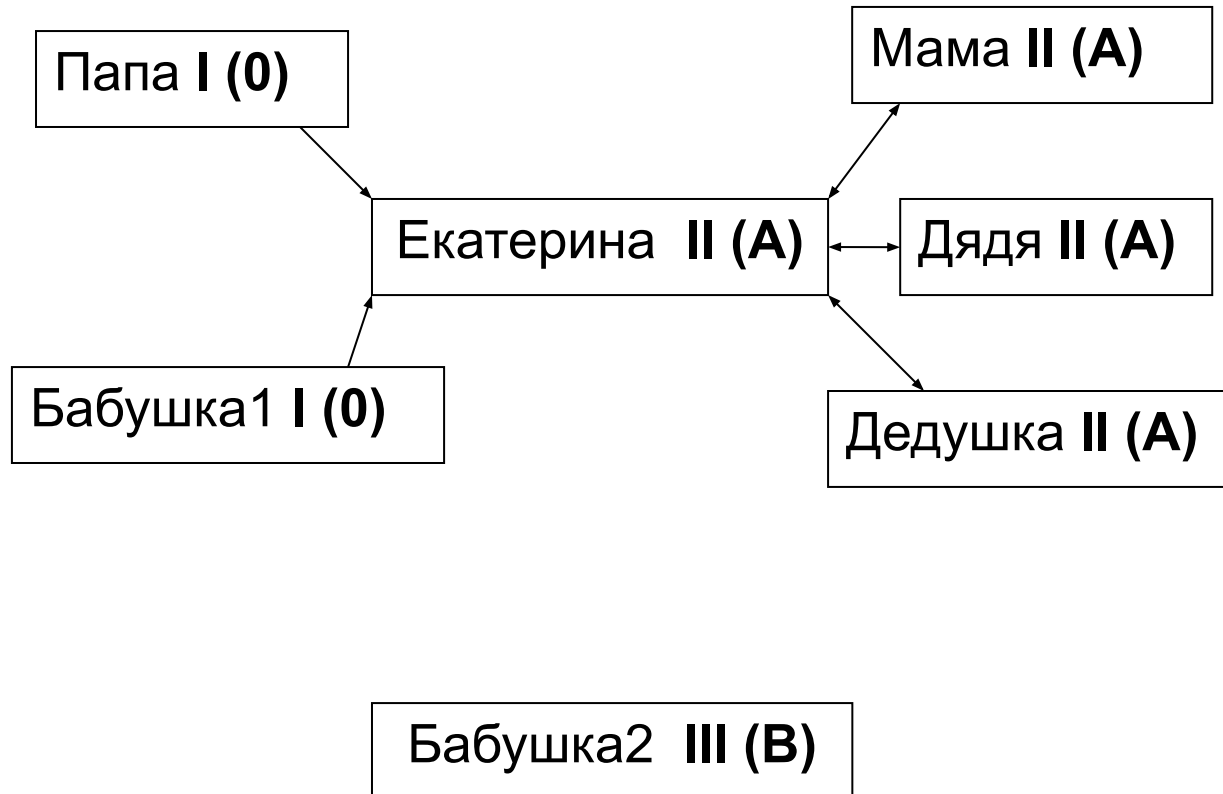 Папа I (0)
Мама II (A)
Екатерина II (A)
Дядя II (A)
Бабушка1 I (0)
Дедушка II (A)
Бабушка2 III (B)